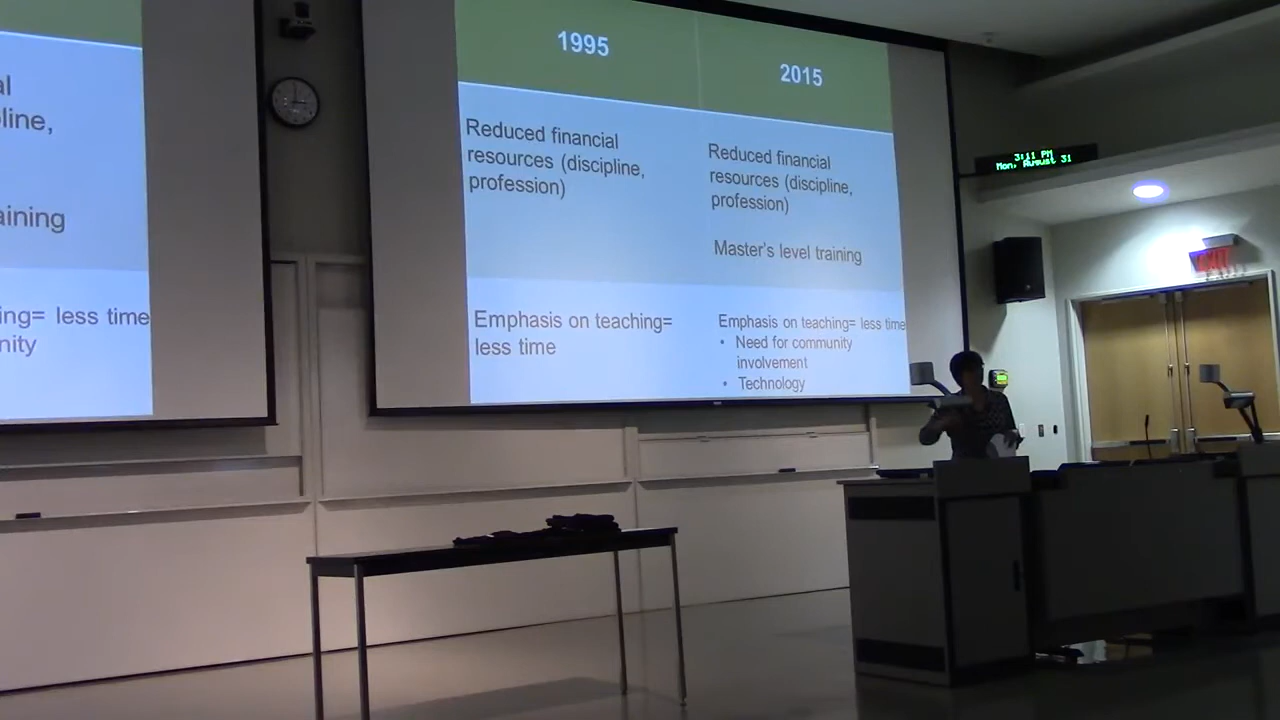 al
line,
aining
ing= less time
nity
1995
2015
Reduced financial
resources (discipline,
profession)
Reduced financial
resources (discipline,
profession)
Master's level training
Emphasis on teaching=
less time
Emphasis on teaching= less time
• Need for community
involvement
• Technology
3:11 PM
Mon, August 31
EXIT